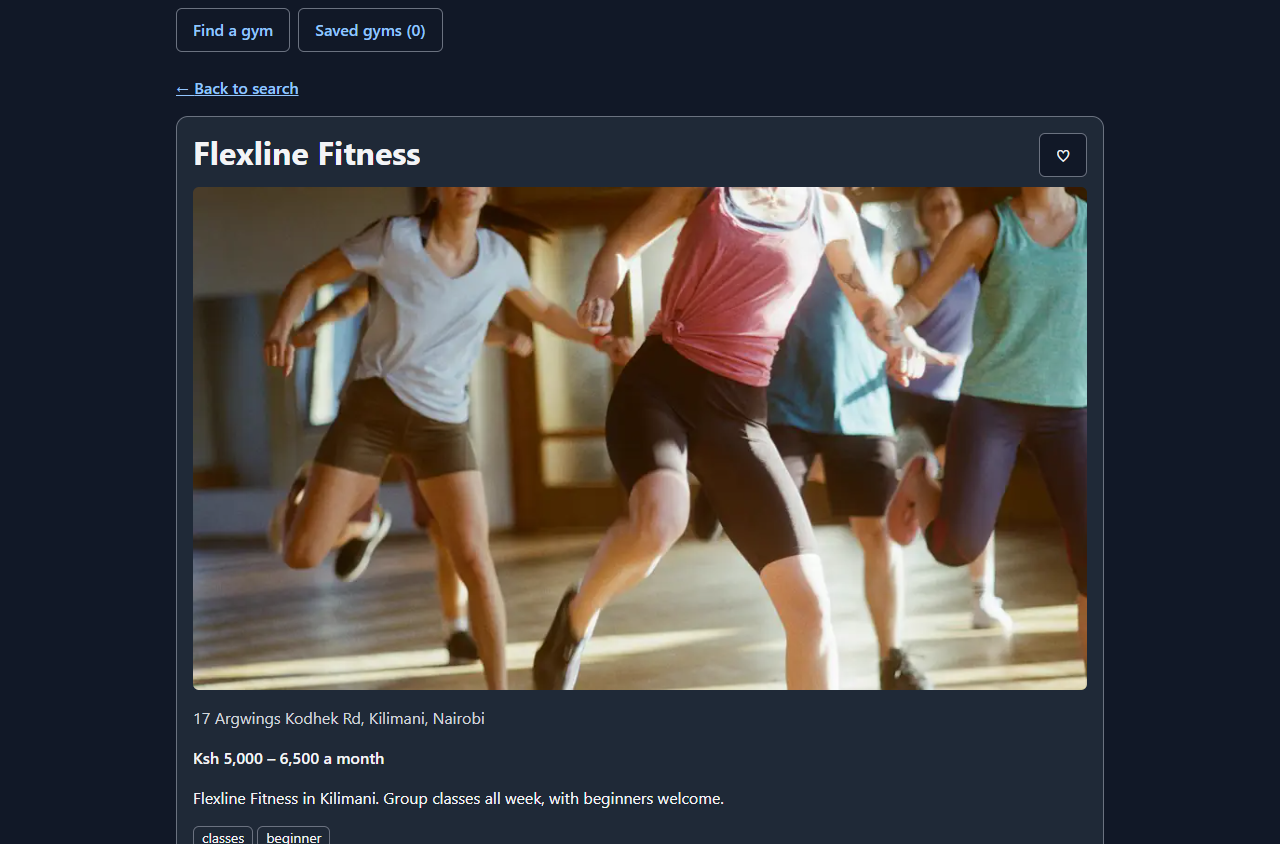 Find a gym
Saved gyms (0)
← Back to search
Flexline Fitness
17 Argwings Kodhek Rd, Kilimani, Nairobi
Ksh 5,000 – 6,500 a month
Flexline Fitness in Kilimani. Group classes all week, with beginners welcome.
classes
beginner